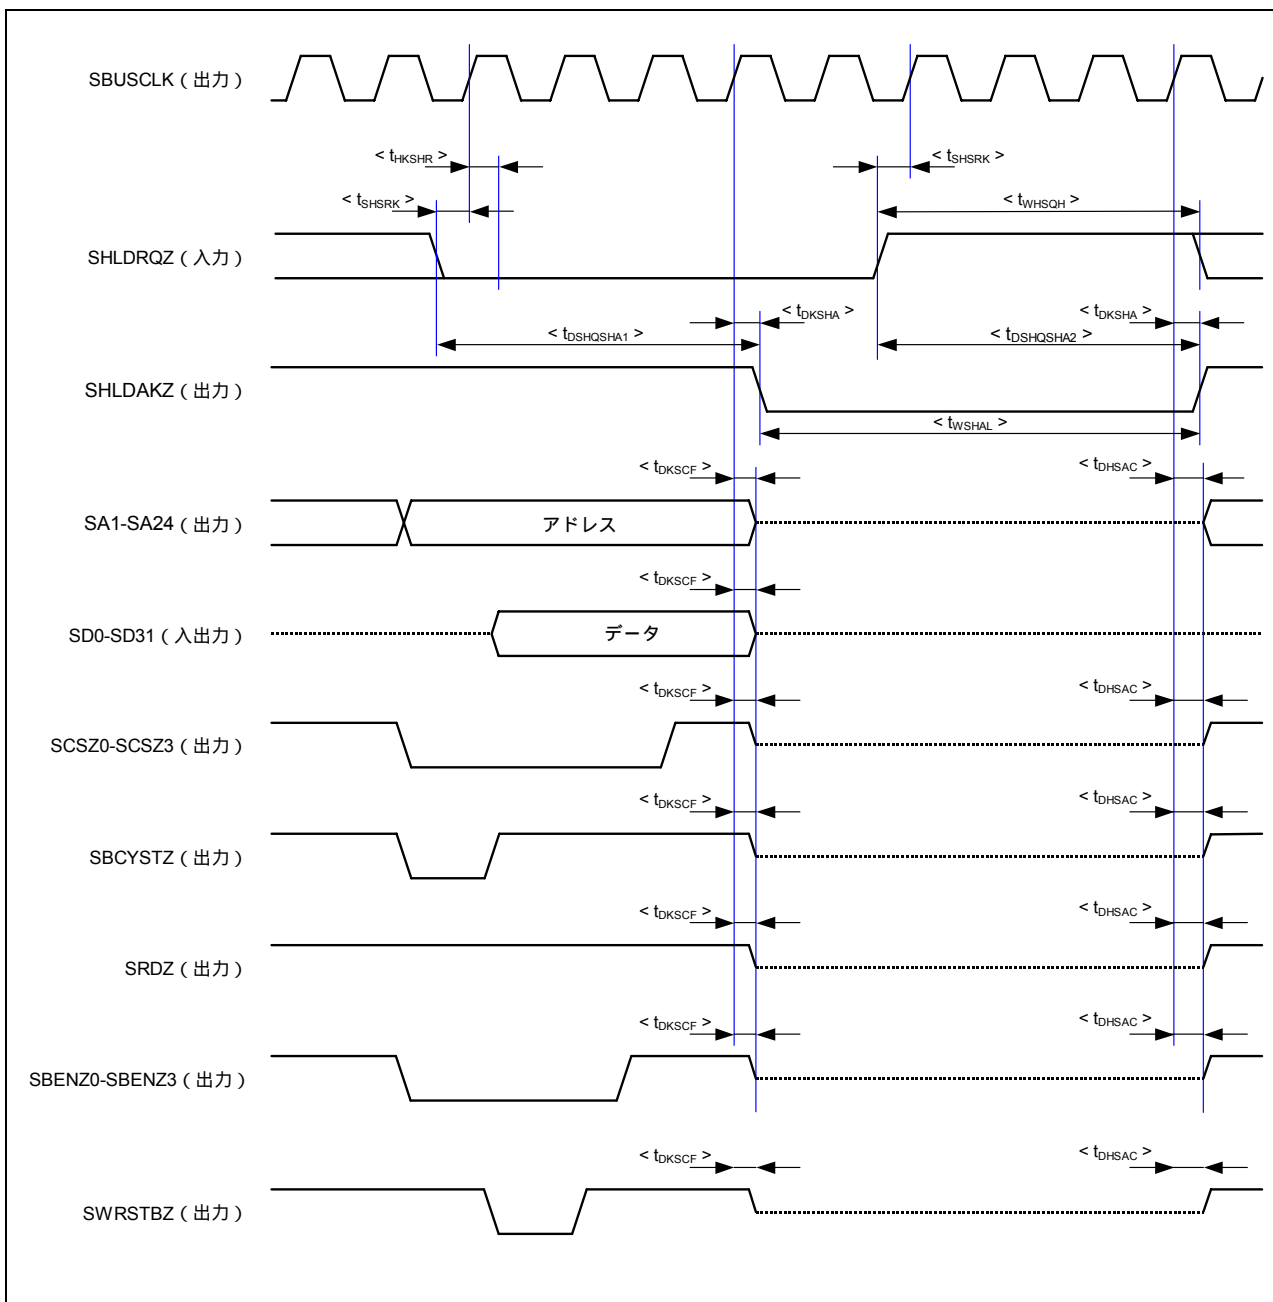 SBUSCLK（出力）
< tHKSHR >
< tSHSRK >
< tSHSRK >
< tWHSQH >
SHLDRQZ（入力）
< tDKSHA >
< tDKSHA >
< tDSHQSHA1 >
< tDSHQSHA2 >
SHLDAKZ（出力）
< tWSHAL >
< tDKSCF >
< tDHSAC >
SA1-SA24（出力）
アドレス
< tDKSCF >
SD0-SD31（入出力）
データ
< tDKSCF >
< tDHSAC >
SCSZ0-SCSZ3（出力）
< tDKSCF >
< tDHSAC >
SBCYSTZ（出力）
< tDKSCF >
< tDHSAC >
SRDZ（出力）
< tDKSCF >
< tDHSAC >
SBENZ0-SBENZ3（出力）
< tDKSCF >
< tDHSAC >
SWRSTBZ（出力）